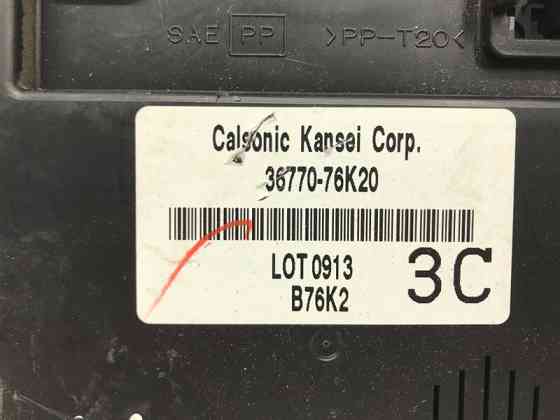 SAE PP >PP-T20<
Calsonic Kansei Corp.
36770-76K20
LOT 0913
B76K2
3C